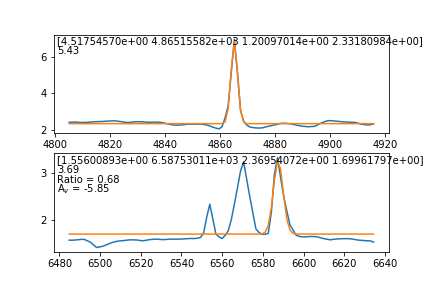 [4.51754570e+00 4.86515582e+03 1.20097014e+00 2.33180984e+00]
5.43
6
4
2
4800 4820 4840 4860 4880 4900 4920
[1.55600893e+00 6.58753011e+03 2.36954072e+00 1.69961797e+00]
3.69
Ratio = 0.68
Av = -5.85
3
2
6480 6500 6520 6540 6560 6580 6600 6620 6640